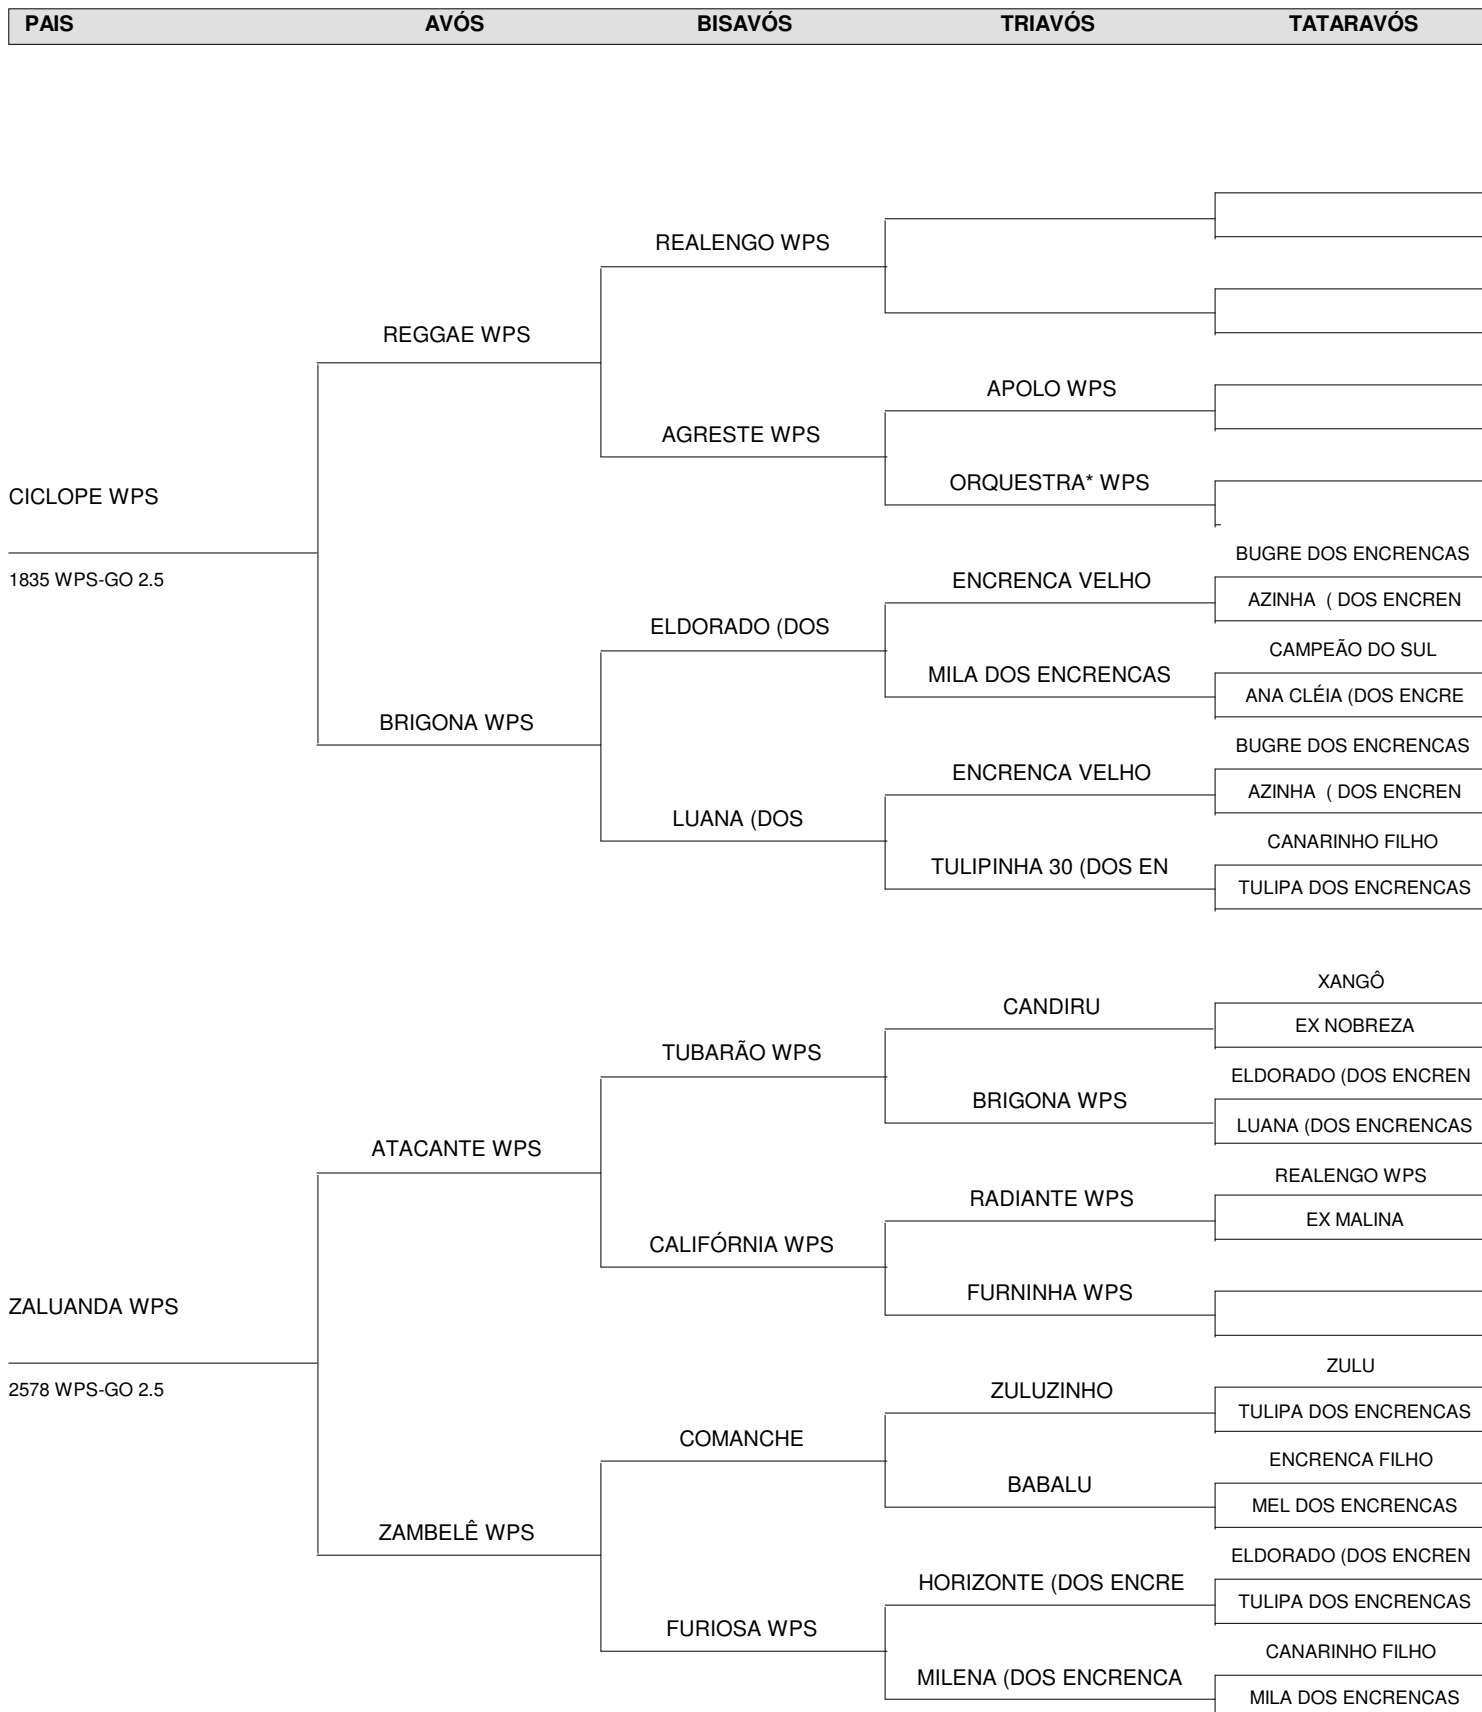 PAIS AVÓS BISAVÓS TRIAVÓS TATARAVÓS
REALENGO WPS
REGGAE WPS
APOLO WPS
AGRESTE WPS
ORQUESTRA* WPS
CICLOPE WPS
BUGRE DOS ENCRENCAS
1835 WPS-GO 2.5
ENCRENCA VELHO
AZINHA ( DOS ENCREN
ELDORADO (DOS
CAMPEÃO DO SUL
MILA DOS ENCRENCAS
ANA CLÉIA (DOS ENCRE
BRIGONA WPS
BUGRE DOS ENCRENCAS
ENCRENCA VELHO
AZINHA ( DOS ENCREN
LUANA (DOS
CANARINHO FILHO
TULIPINHA 30 (DOS EN
TULIPA DOS ENCRENCAS
XANGÔ
CANDIRU
EX NOBREZA
TUBARÃO WPS
ELDORADO (DOS ENCREN
BRIGONA WPS
LUANA (DOS ENCRENCAS
ATACANTE WPS
REALENGO WPS
RADIANTE WPS
EX MALINA
CALIFÓRNIA WPS
FURNINHA WPS
ZALUANDA WPS
ZULU
2578 WPS-GO 2.5
ZULUZINHO
TULIPA DOS ENCRENCAS
COMANCHE
ENCRENCA FILHO
BABALU
MEL DOS ENCRENCAS
ZAMBELÊ WPS
ELDORADO (DOS ENCREN
HORIZONTE (DOS ENCRE
TULIPA DOS ENCRENCAS
FURIOSA WPS
CANARINHO FILHO
MILENA (DOS ENCRENCA
MILA DOS ENCRENCAS